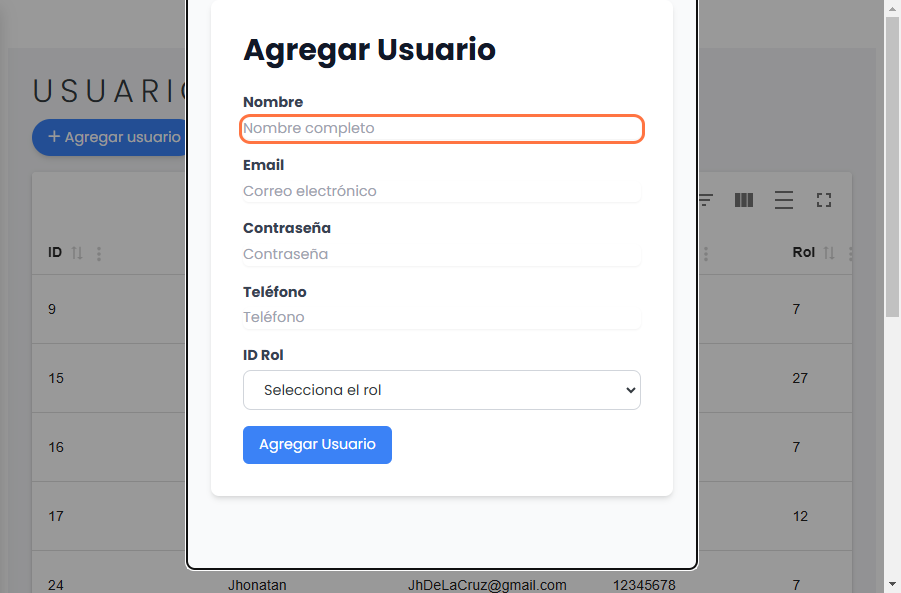 Agregar Usuario
USUARIO
+ Agregar usuario
Nombre
Nombre completo
Email
Correo electrónico
Contraseña
Contraseña
Teléfono
Teléfono
ID Rol
Selecciona el rol
Agregar Usuario
ID Rol
9 7
15 27
16 7
17 12
24 Jhonatan JhDeLaCruz@gmail.com 12345678 7